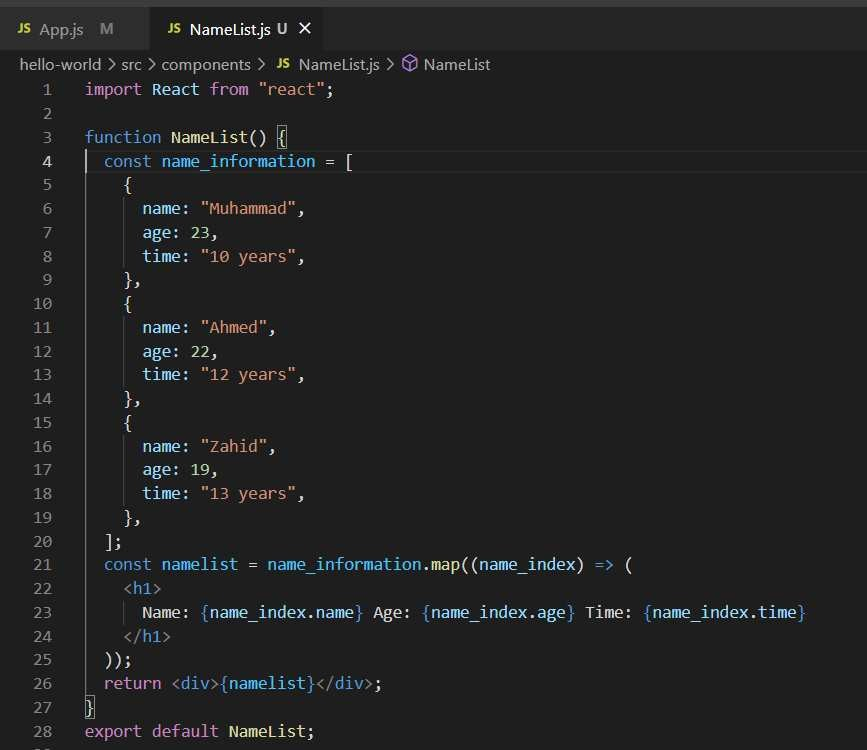 JS App.js M JS NameList.js U ×
hello-world > src > components > JS NameList.js > NameList
1 import React from "react";
2
3 function NameList() {
4 const name_information = [
5 {
6 name: "Muhammad",
7 age: 23,
8 time: "10 years",
9 },
10 {
11 name: "Ahmed",
12 age: 22,
13 time: "12 years",
14 },
15 {
16 name: "Zahid",
17 age: 19,
18 time: "13 years",
19 },
20 ];
21 const namelist = name_information.map((name_index) => (
22 <h1>
23 Name: {name_index.name} Age: {name_index.age} Time: {name_index.time}
24 </h1>
25 ));
26 return <div>{namelist}</div>;
27 }
28 export default NameList;